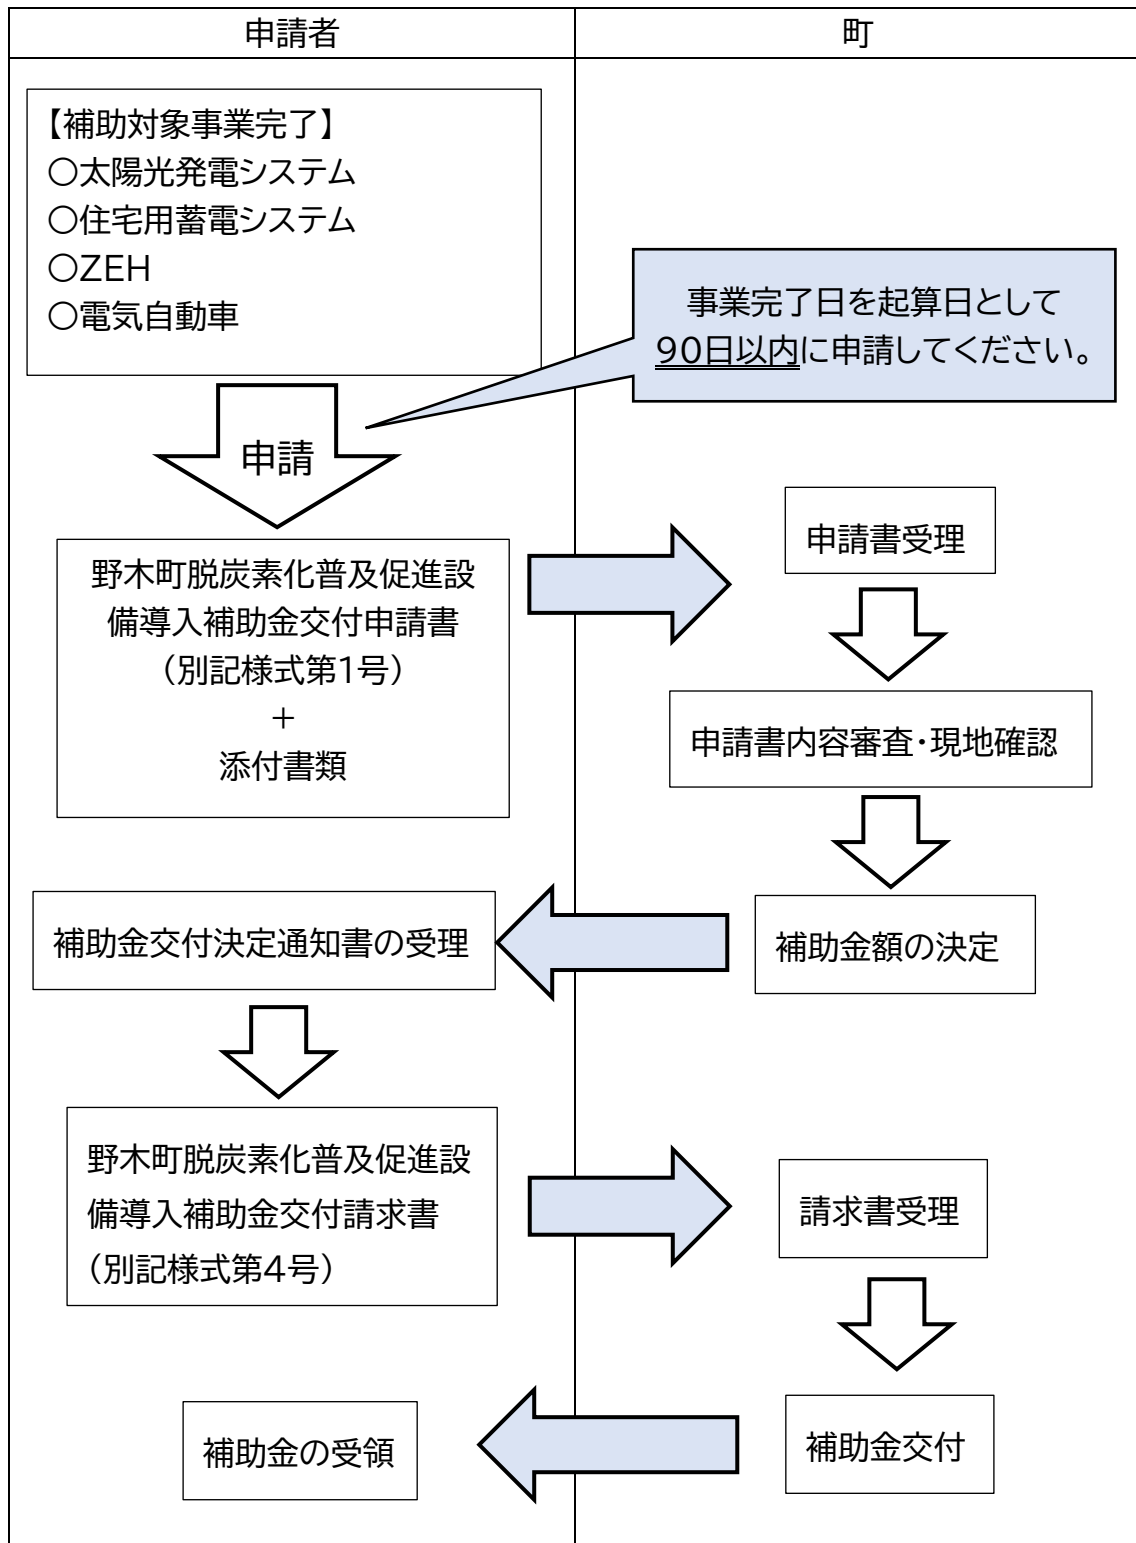 申請者
町
【補助対象事業完了】
○太陽光発電システム
○住宅用蓄電システム
○ZEH
○電気自動車
事業完了日を起算日として
90日以内に申請してください。
申請
野木町脱炭素化普及促進設
備導入補助金交付申請書
（別記様式第1号）
＋
添付書類
申請書受理
申請書内容審査・現地確認
補助金額の決定
補助金交付決定通知書の受理
野木町脱炭素化普及促進設
備導入補助金交付請求書
（別記様式第4号）
請求書受理
補助金交付
補助金の受領